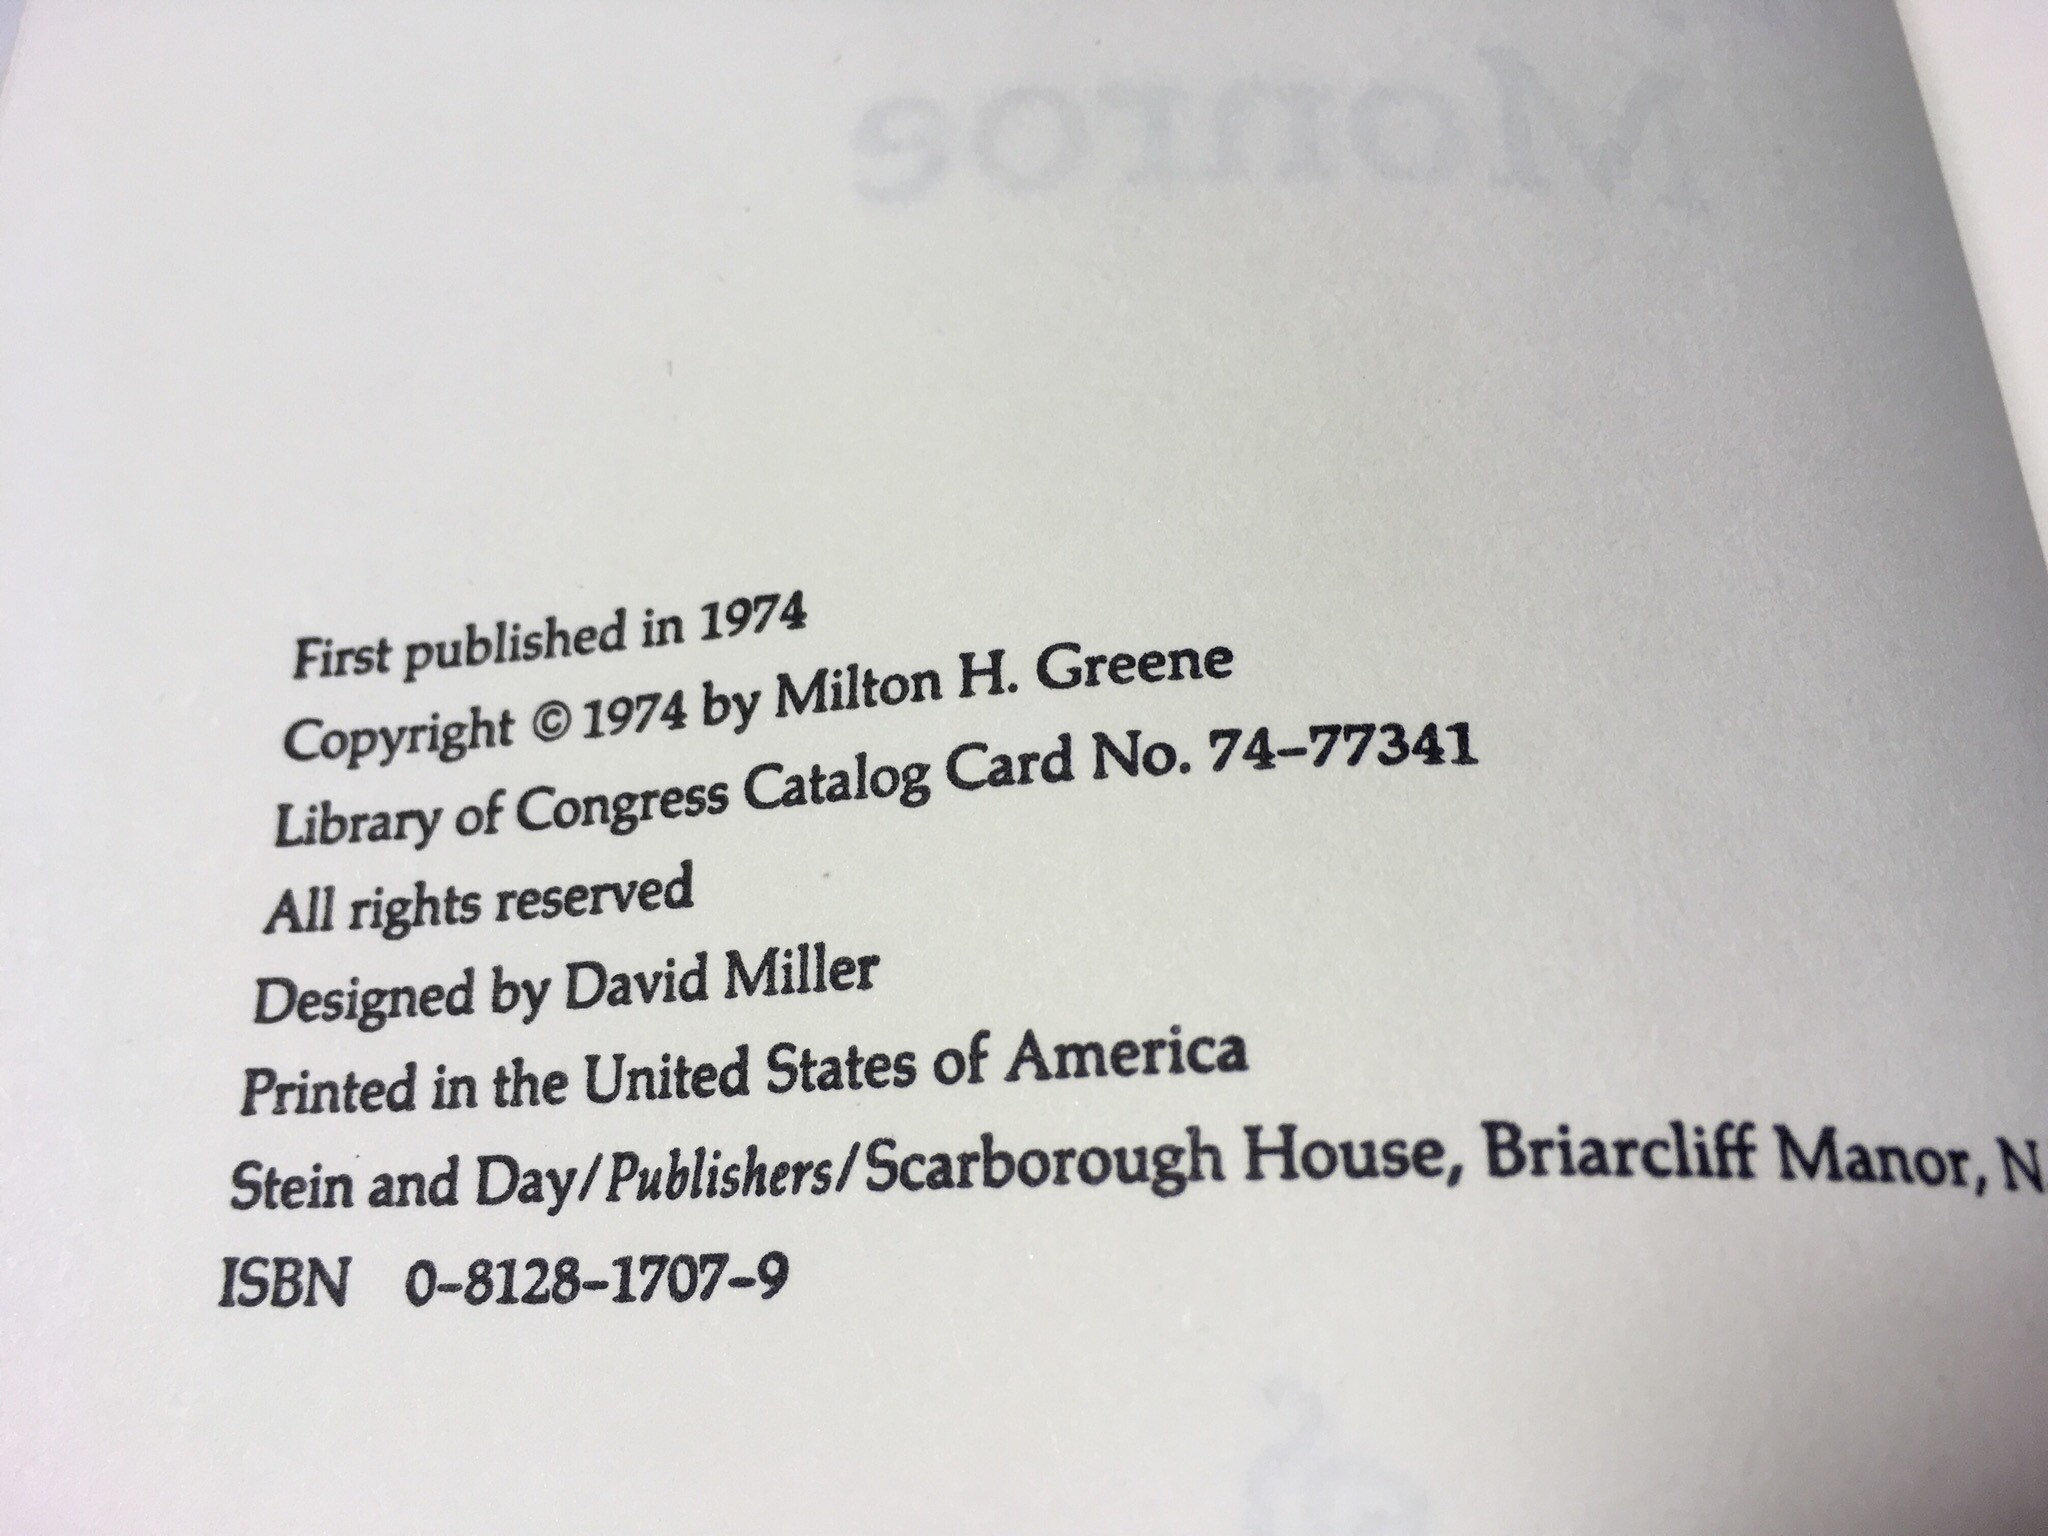 Monroe
First published in 1974
Copyright © 1974 by Milton H. Greene
Library of Congress Catalog Card No. 74-77341
All rights reserved
Designed by David Miller
Printed in the United States of America
Stein and Day/Publishers/Scarborough House, Briarcliff Manor, N
ISBN 0-8128-1707-9